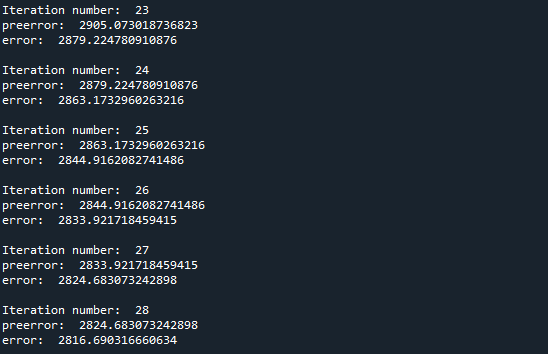 Iteration number:  23
preerror:  2905.073018736823
error:  2879.224780910876
Iteration number:  24
preerror:  2879.224780910876
error:  2863.1732960263216
Iteration number:  25
preerror:  2863.1732960263216
error:  2844.9162082741486
Iteration number:  26
preerror:  2844.9162082741486
error:  2833.921718459415
Iteration number:  27
preerror:  2833.921718459415
error:  2824.683073242898
Iteration number:  28
preerror:  2824.683073242898
error:  2816.690316660634